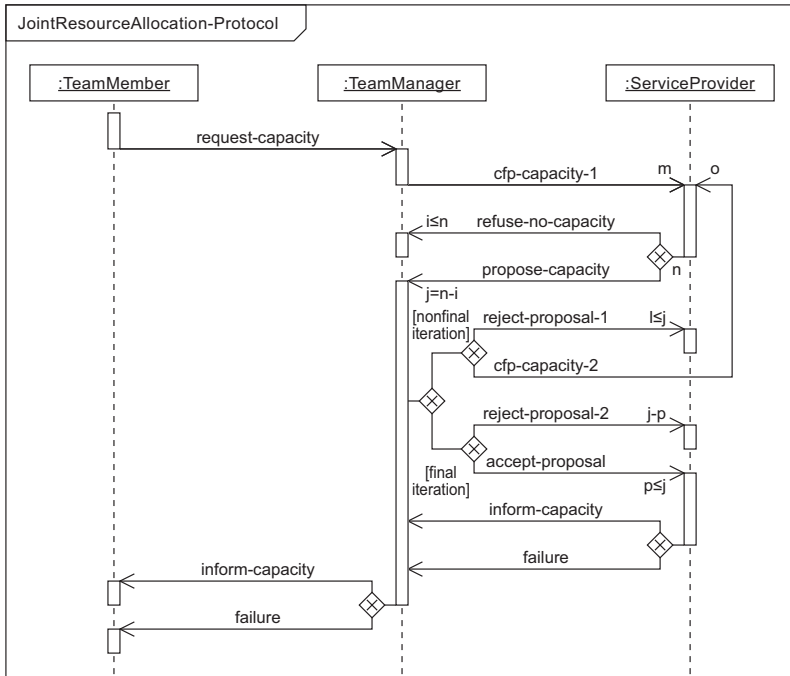 JointResourceAllocation-Protocol
:TeamMember
:TeamManager
:ServiceProvider
request-capacity
cfp-capacity-1
m
o
i≤n
refuse-no-capacity
n
propose-capacity
j=n-i
[nonfinal
iteration]
reject-proposal-1
l≤j
cfp-capacity-2
reject-proposal-2
j-p
accept-proposal
[final
iteration]
p≤j
inform-capacity
failure
inform-capacity
failure